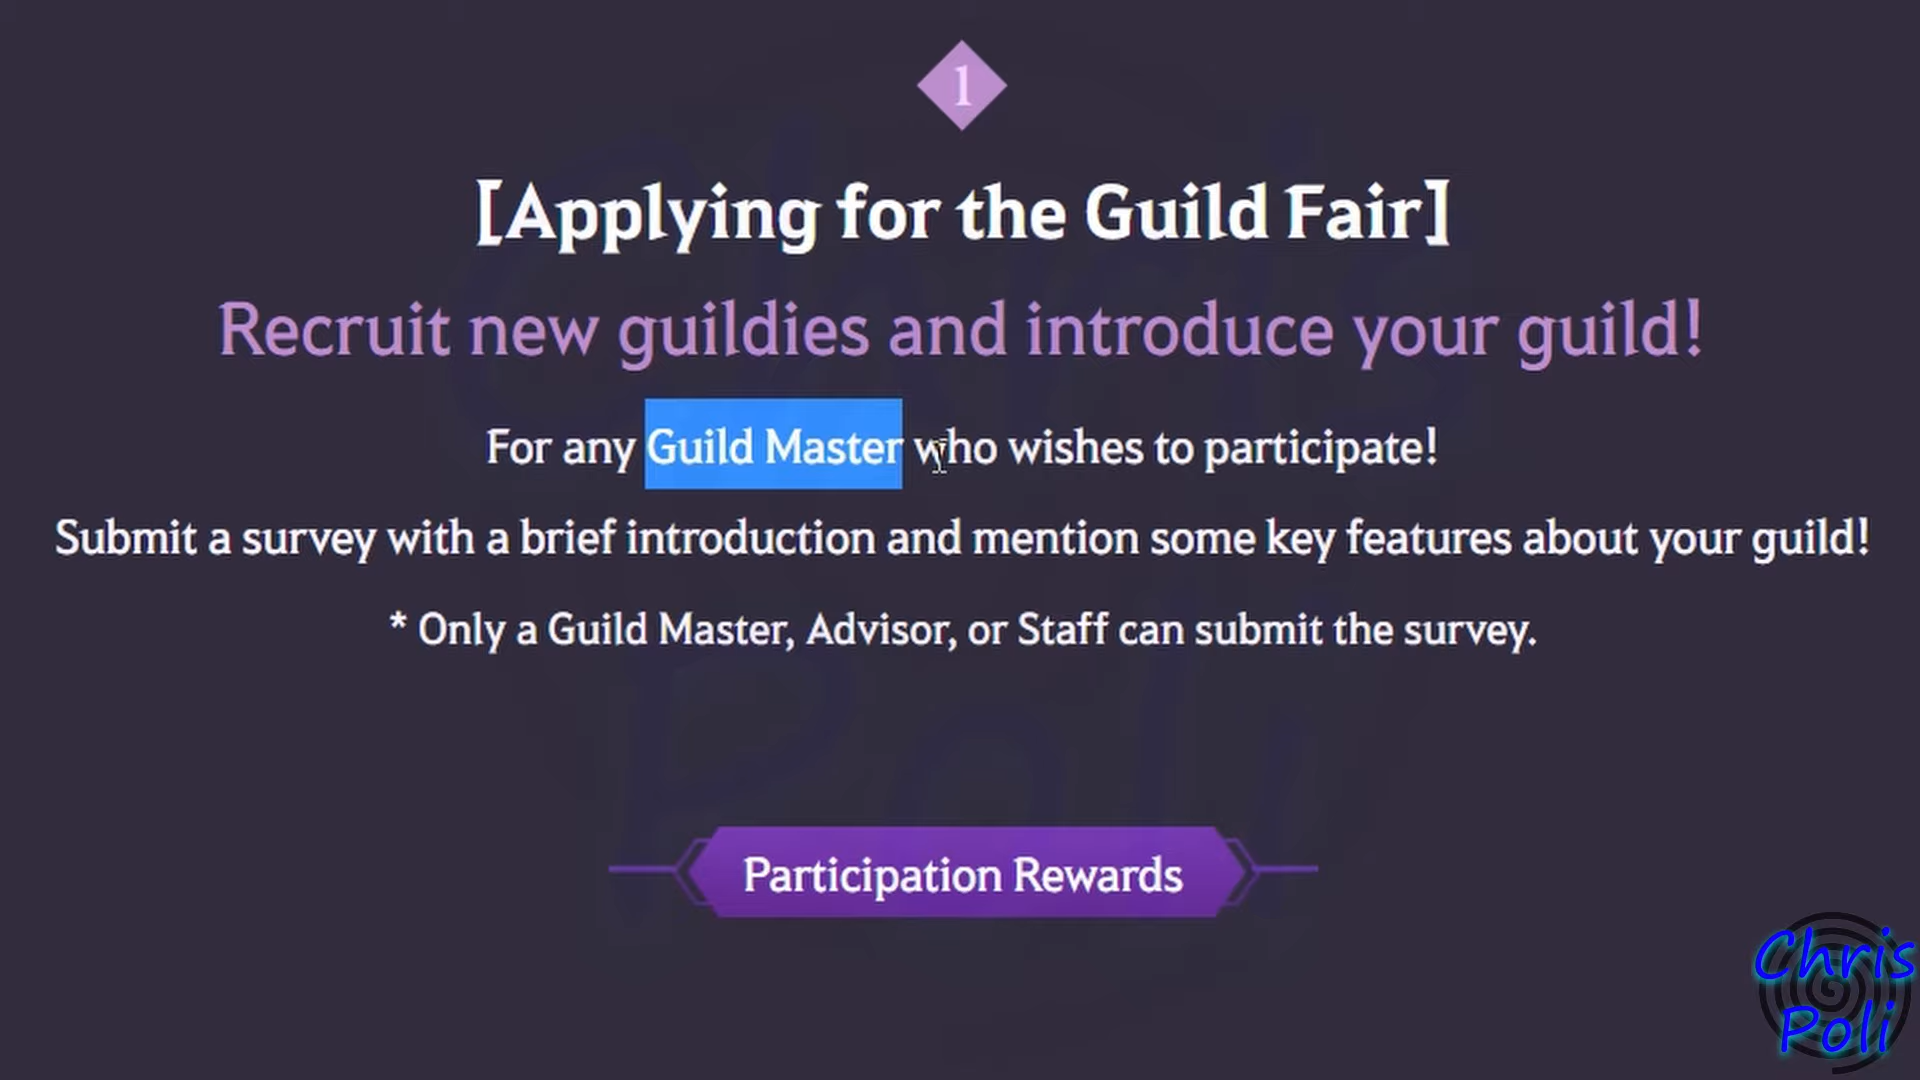 1
[Applying for the Guild Fair]
Recruit new guildies and introduce your guild!
For any Guild Master who wishes to participate!
Submit a survey with a brief introduction and mention some key features about your guild!
* Only a Guild Master, Advisor, or Staff can submit the survey.
Participation Rewards
Chris
Poli